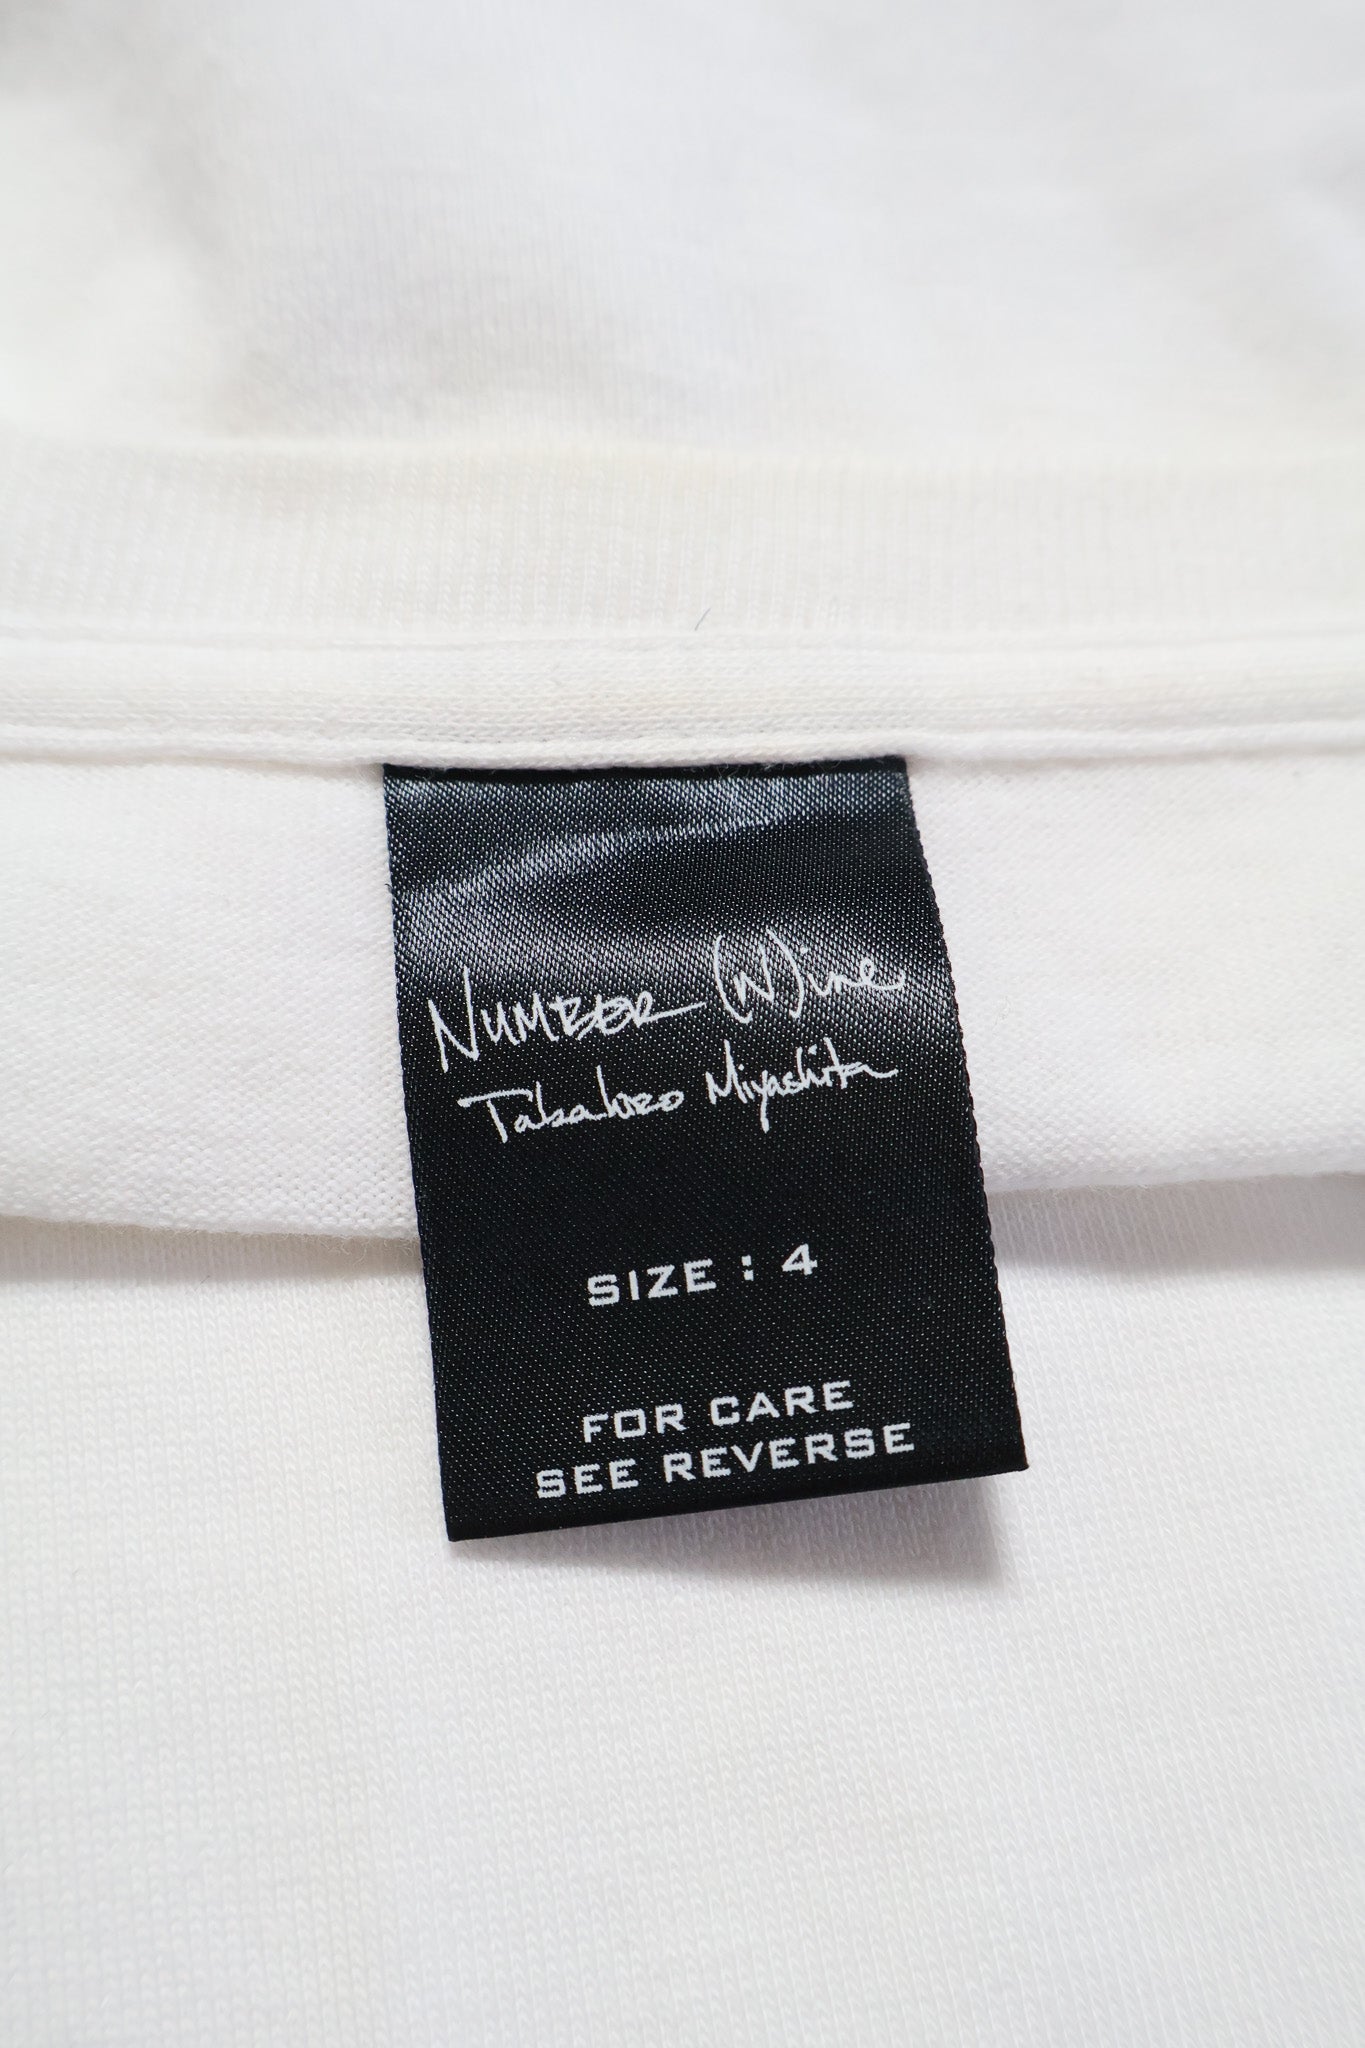 NUMBER (N)ine
Takahiro Miyashita
SIZE : 4
FOR CARE
SEE REVERSE